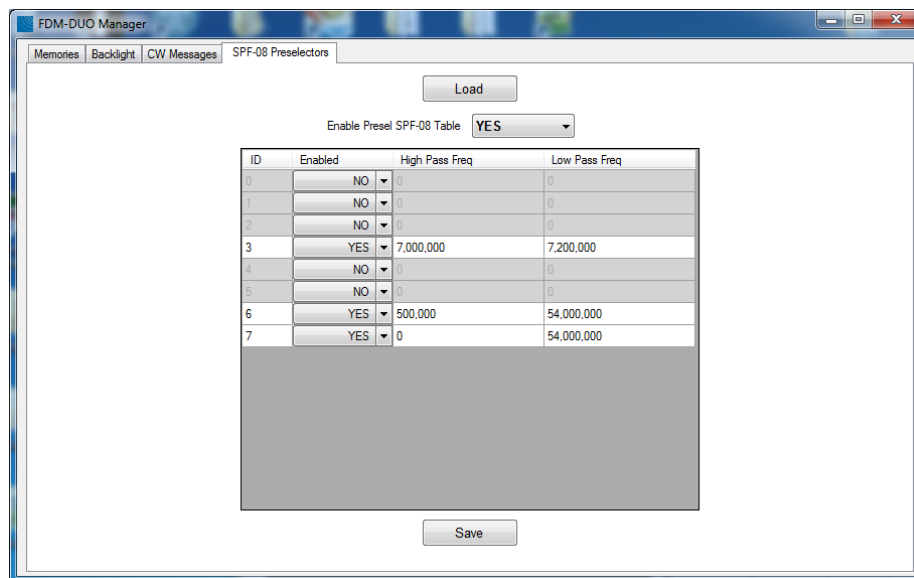 FDM-DUO Manager
Memories Backlight CW Messages SPF-08 Preselectors
Load
Enable Presel SPF-08 Table YES
ID Enabled High Pass Freq Low Pass Freq
0 NO 0 0
1 NO 0 0
2 NO 0 0
3 YES 7,000,000 7,200,000
4 NO 0 0
5 NO 0 0
6 YES 500,000 54,000,000
7 YES 0 54,000,000
Save